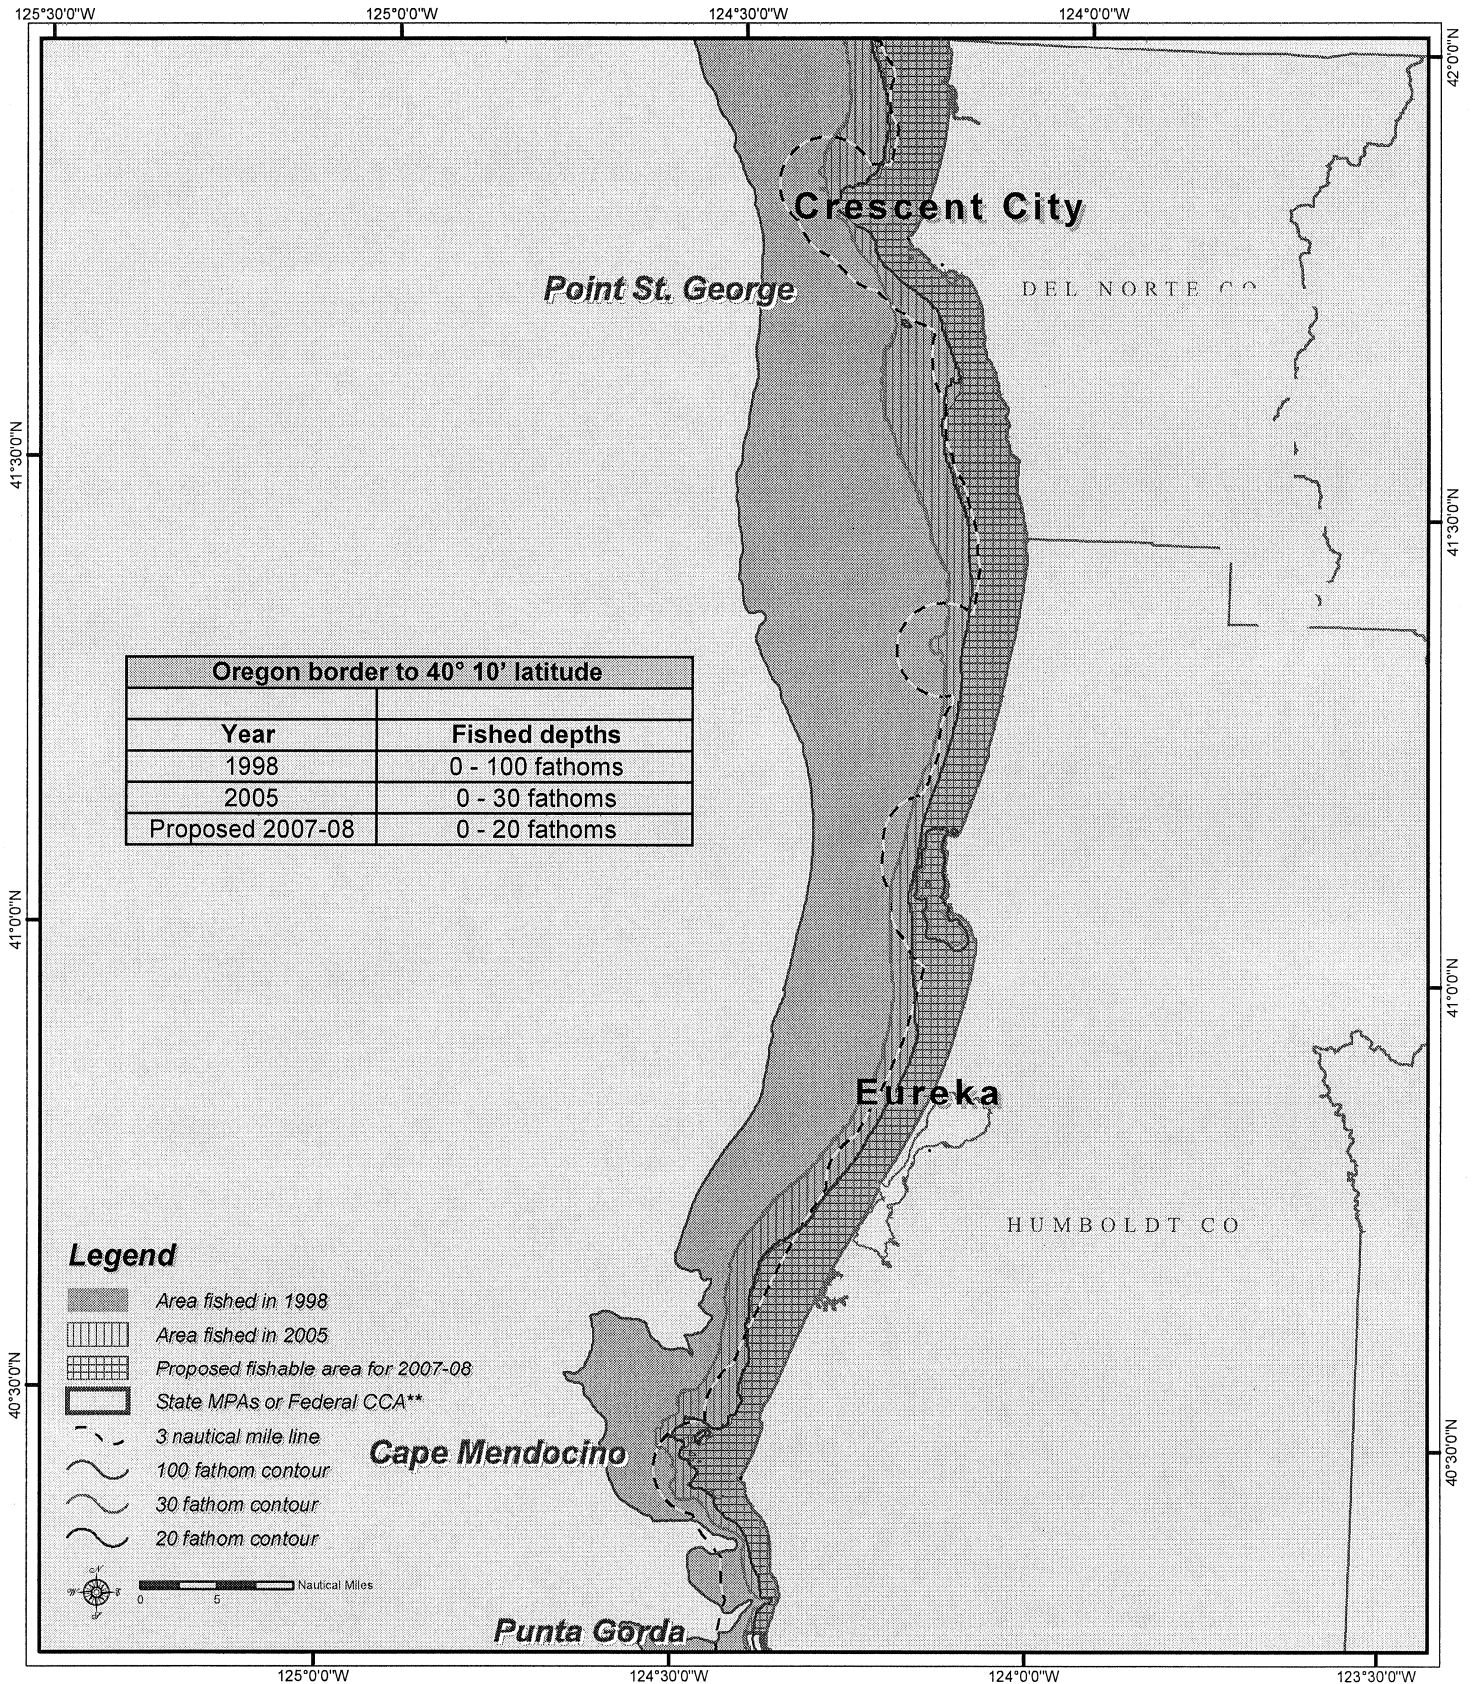 125°30'0"W 125°0'0"W 124°30'0"W 124°0'0"W
42°0'0"N
Crescent City
Point St. George
DEL NORTE CO
41°30'0"N
41°30'0"N
Oregon border to 40° 10' latitude
Year Fished depths
1998 0 - 100 fathoms
2005 0 - 30 fathoms
Proposed 2007-08 0 - 20 fathoms
41°0'0"N
41°0'0"N
Eureka
HUMBOLDT CO
Legend
Area fished in 1998
Area fished in 2005
Proposed fishable area for 2007-08
State MPAs or Federal CCA**
3 nautical mile line
100 fathom contour
30 fathom contour
20 fathom contour
40°30'0"N
40°30'0"N
Cape Mendocino
N
W E
S
Nautical Miles
0 5
Punta Gorda
125°0'0"W 124°30'0"W 124°0'0"W 123°30'0"W